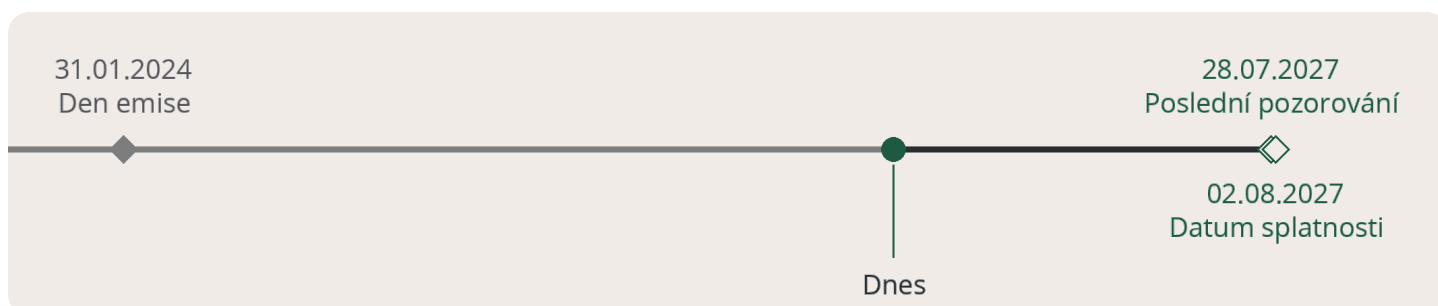 31.01.2024
Den emise
28.07.2027
Poslední pozorování
02.08.2027
Datum splatnosti
Dnes